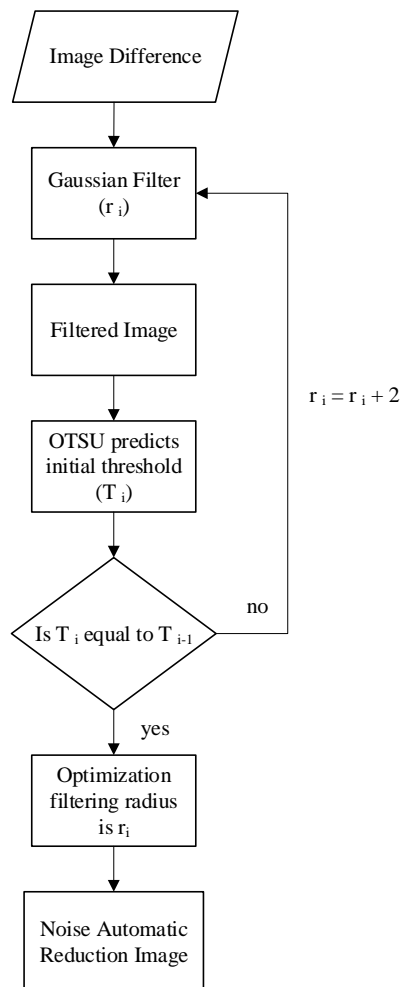 Image Difference
Gaussian Filter
(r i)
Filtered Image
r i = r i + 2
OTSU predicts
initial threshold
(T i)
no
Is T i equal to T i-1
yes
Optimization
filtering radius
is ri
Noise Automatic
Reduction Image